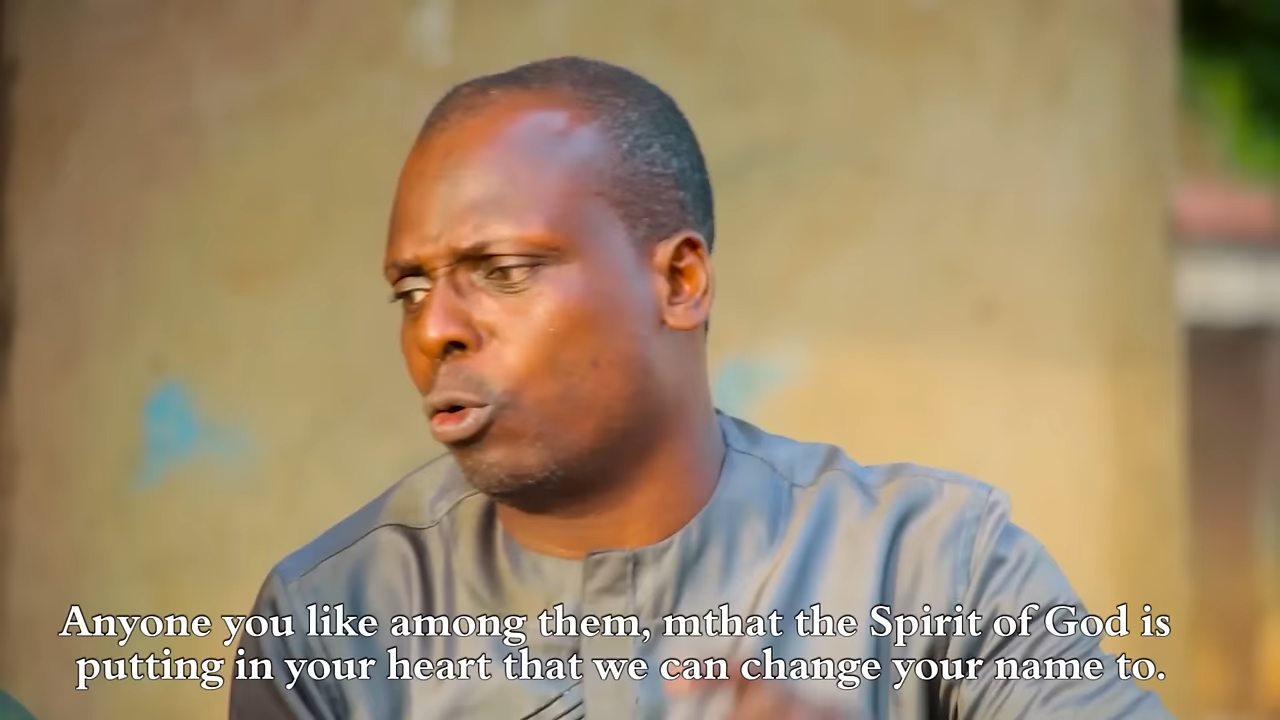 Anyone you like among them, mthat the Spirit of God is
putting in your heart that we can change your name to.